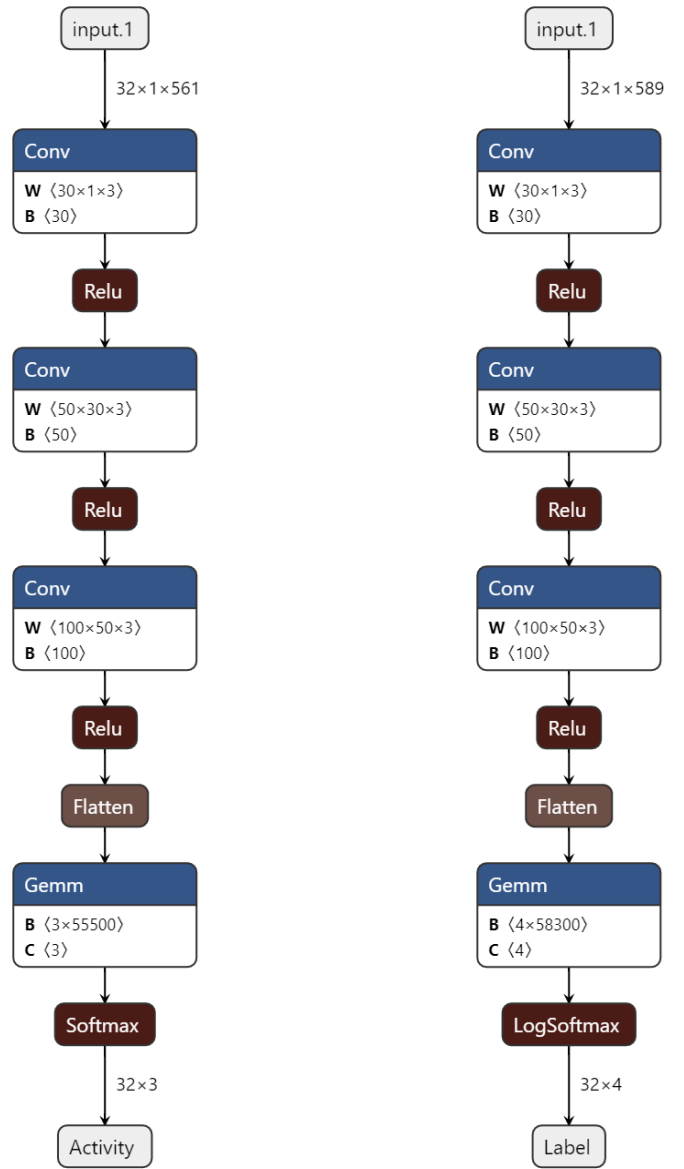 input.1
32×1×561
Conv
W 〈30×1×3〉
B 〈30〉
Relu
Conv
W 〈50×30×3〉
B 〈50〉
Relu
Conv
W 〈100×50×3〉
B 〈100〉
Relu
Flatten
Gemm
B 〈3×55500〉
C 〈3〉
Softmax
32×3
Activity
input.1
32×1×589
Conv
W 〈30×1×3〉
B 〈30〉
Relu
Conv
W 〈50×30×3〉
B 〈50〉
Relu
Conv
W 〈100×50×3〉
B 〈100〉
Relu
Flatten
Gemm
B 〈4×58300〉
C 〈4〉
LogSoftmax
32×4
Label